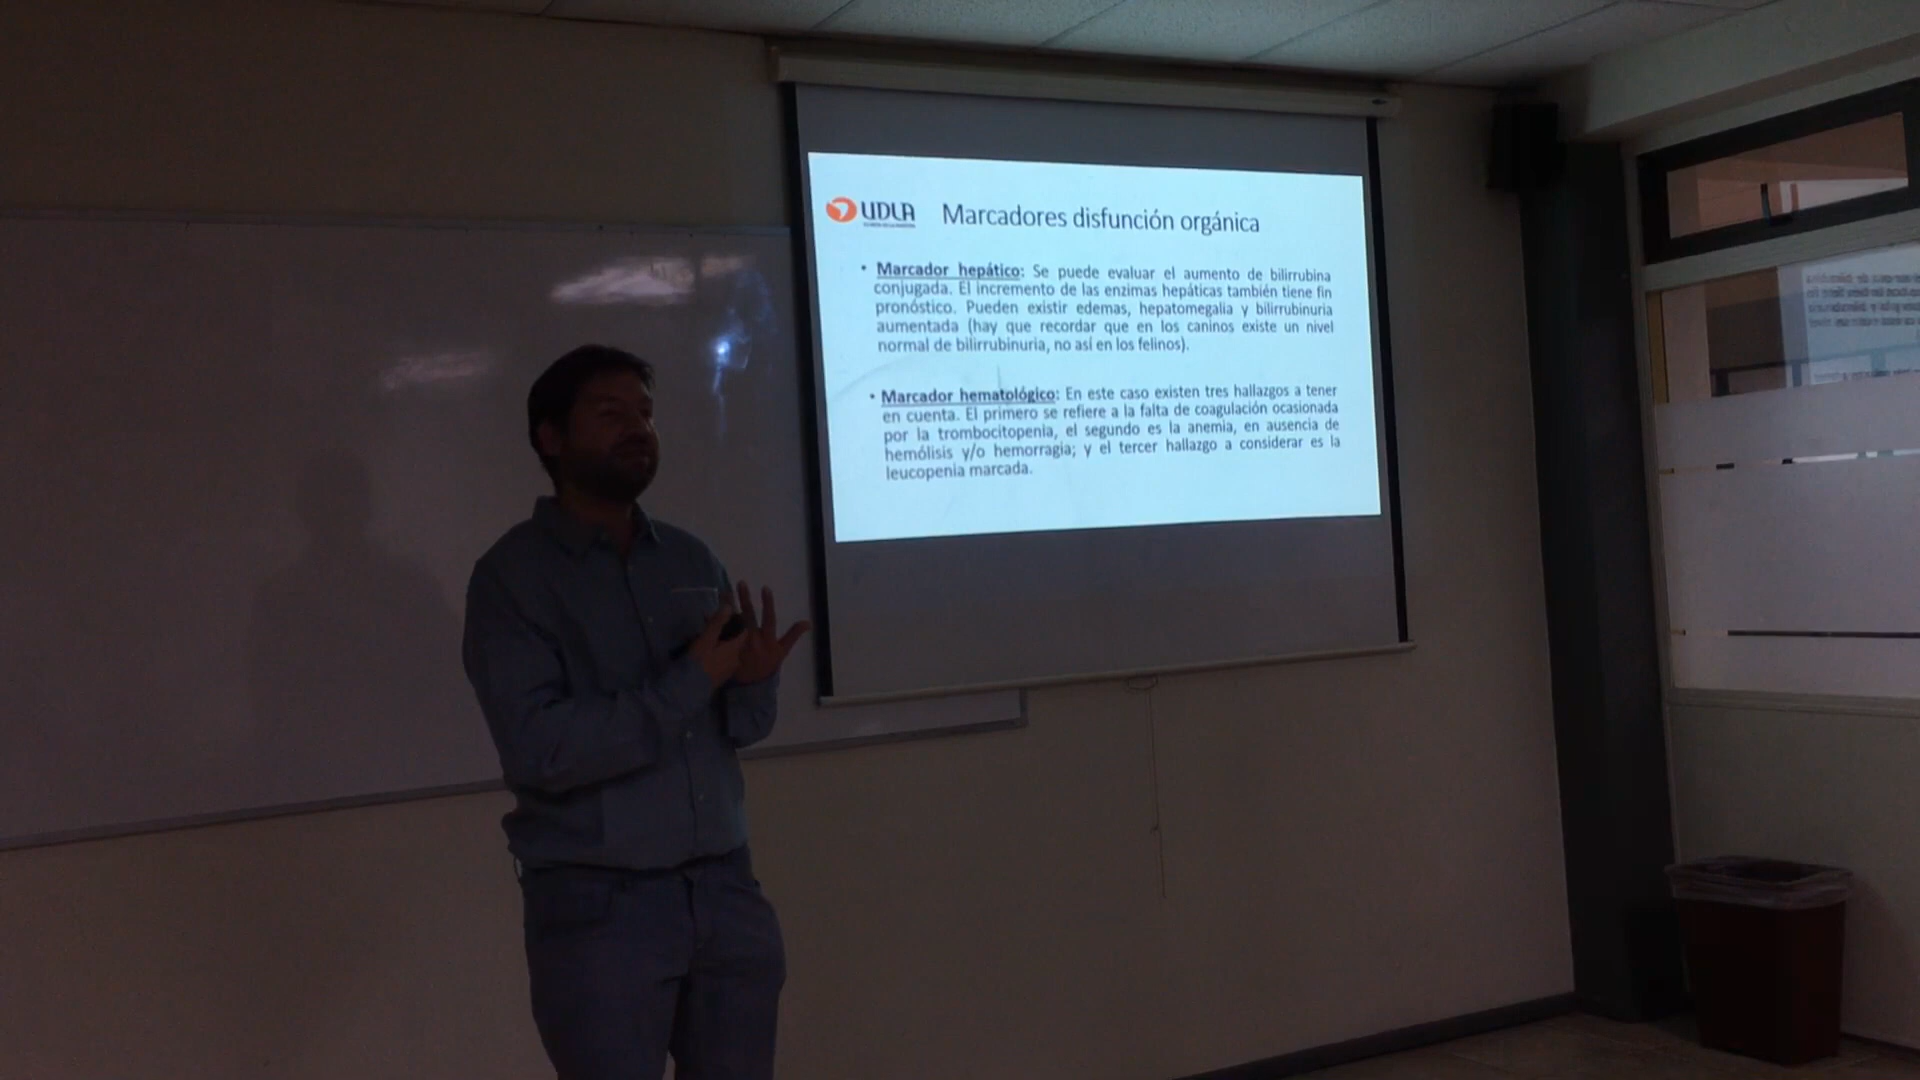 UDLA
Marcadores disfunción orgánica
• Marcador hepático: Se puede evaluar el aumento de bilirrubina
conjugada. El incremento de las enzimas hepáticas también tiene fin
pronóstico. Pueden existir edemas, hepatomegalia y bilirrubinuria
aumentada (hay que recordar que en los caninos existe un nivel
normal de bilirrubinuria, no así en los felinos).
• Marcador hematológico: En este caso existen tres hallazgos a tener
en cuenta. El primero se refiere a la falta de coagulación ocasionada
por la trombocitopenia, el segundo es la anemia, en ausencia de
hemólisis y/o hemorragia; y el tercer hallazgo a considerar es la
leucopenia marcada.